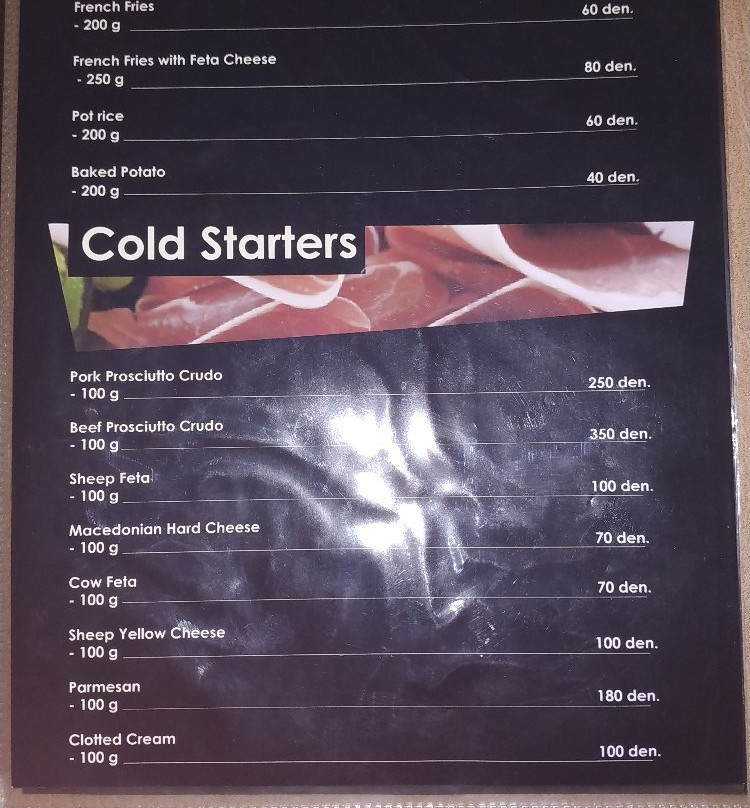 French Fries
- 200 g 60 den.
French Fries with Feta Cheese
- 250 g 80 den.
Pot rice
- 200 g 60 den.
Baked Potato
- 200 g 40 den.
Cold Starters
Pork Prosciutto Crudo
- 100 g 250 den.
Beef Prosciutto Crudo
- 100 g 350 den.
Sheep Feta
- 100 g 100 den.
Macedonian Hard Cheese
- 100 g 70 den.
Cow Feta
- 100 g 70 den.
Sheep Yellow Cheese
- 100 g 100 den.
Parmesan
- 100 g 180 den.
Clotted Cream
- 100 g 100 den.